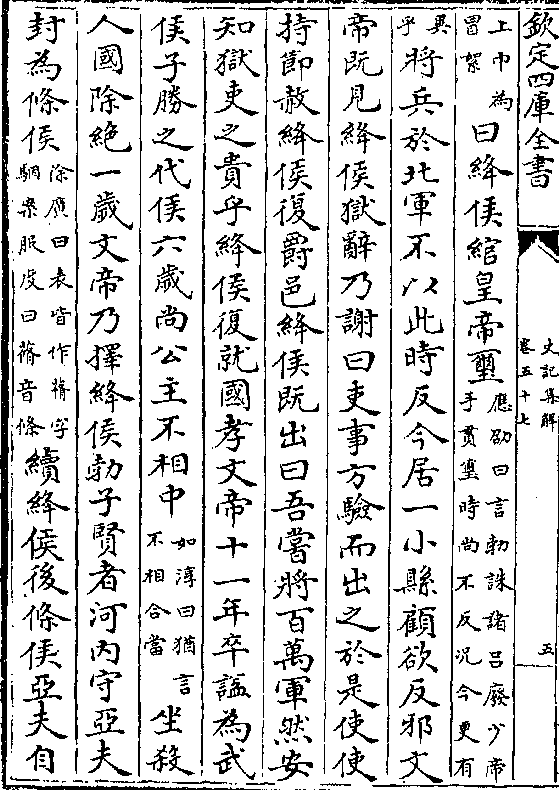 欽定四庫全書
史記集解
卷五十七
五
上巾為
冒絮
曰絳侯綰皇帝璽
應劭曰言勃誅諸呂廢少帝
手貫璽時尚不反況今更有
異
乎
將兵於北軍不以此時反今居一小縣顧欲反邪文
帝既見絳侯獄辭乃謝曰吏事方驗而出之於是使使
持節赦絳侯復爵邑絳侯既出曰吾嘗將百萬軍然安
知獄吏之貴乎絳侯復就國孝文帝十一年卒諡為武
侯子勝之代侯六歲尚公主不相中
如淳曰猶言
不相合當
坐殺
人國除絕一歲文帝乃擇絳侯勃子賢者河內守亞夫
封為條侯
徐廣曰表皆作蓨字
駰案服虔曰蓨音條
續絳侯後條侯亞夫自